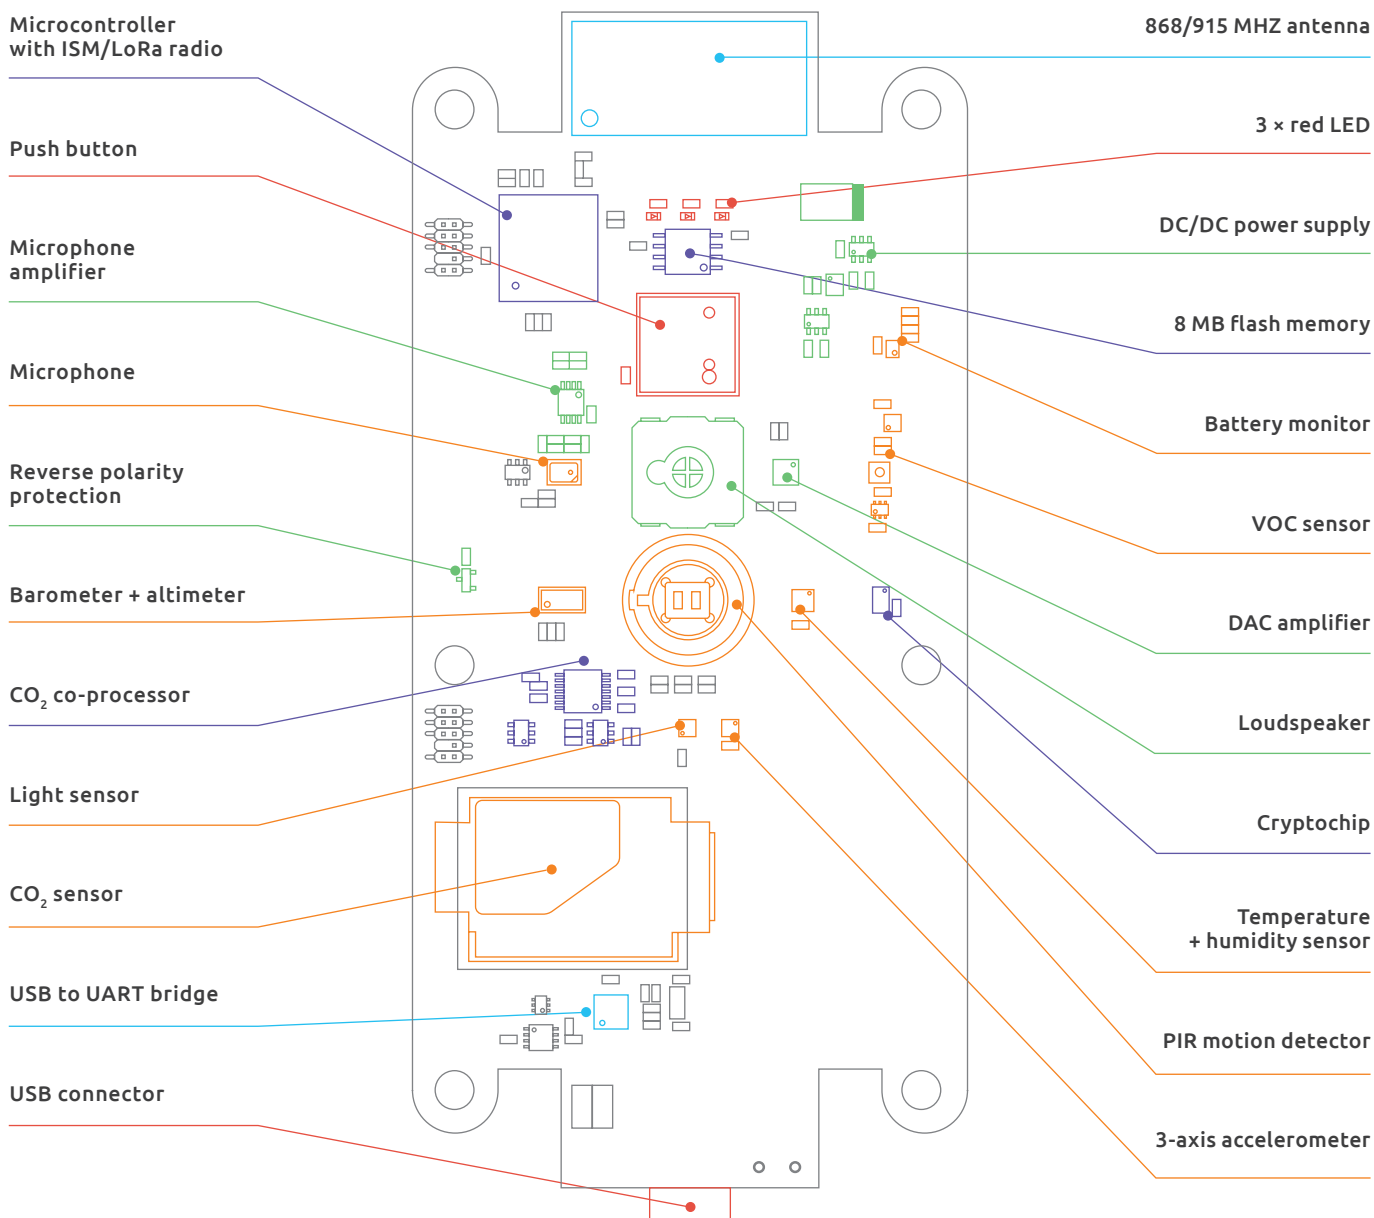 Microcontroller
with ISM/LoRa radio
Push button
Microphone
amplifier
Microphone
Reverse polarity
protection
Barometer + altimeter
CO₂ co-processor
Light sensor
CO₂ sensor
USB to UART bridge
USB connector
868/915 MHZ antenna
3 × red LED
DC/DC power supply
8 MB flash memory
Battery monitor
VOC sensor
DAC amplifier
Loudspeaker
Cryptochip
Temperature
+ humidity sensor
PIR motion detector
3-axis accelerometer